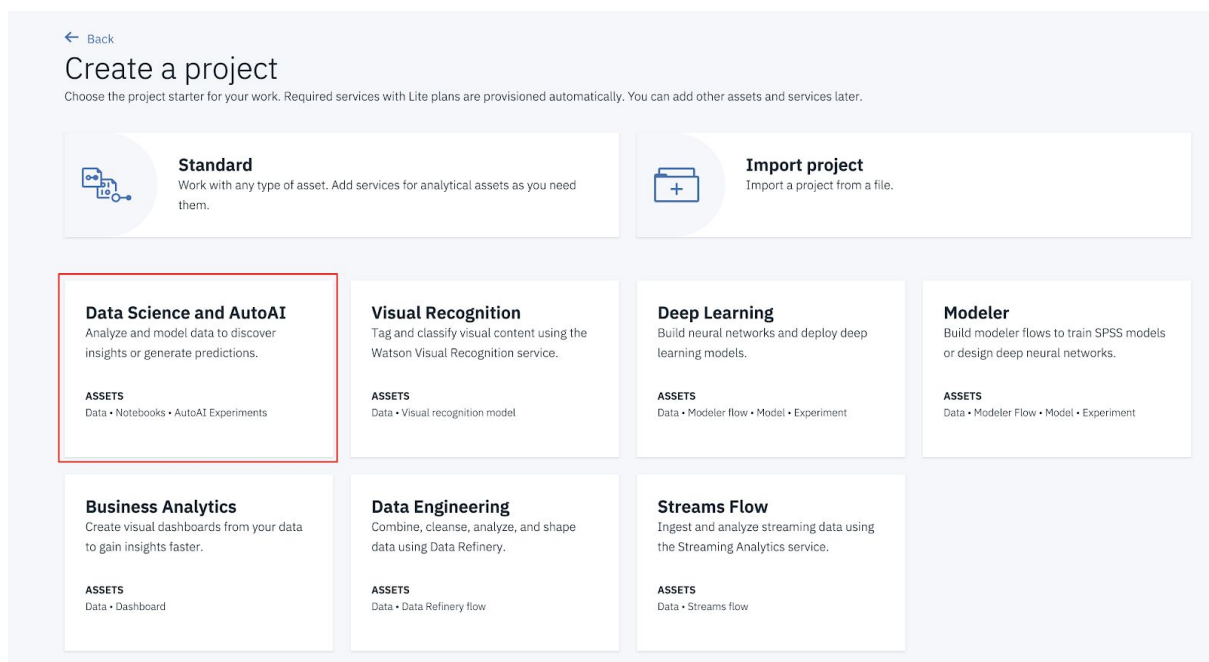 ← Back
Create a project
Choose the project starter for your work. Required services with Lite plans are provisioned automatically. You can add other assets and services later.
Standard
Work with any type of asset. Add services for analytical assets as you need
them.
Import project
Import a project from a file.
Data Science and AutoAI
Analyze and model data to discover
insights or generate predictions.
ASSETS
Data • Notebooks • AutoAI Experiments
Visual Recognition
Tag and classify visual content using the
Watson Visual Recognition service.
ASSETS
Data • Visual recognition model
Deep Learning
Build neural networks and deploy deep
learning models.
ASSETS
Data • Modeler flow • Model • Experiment
Modeler
Build modeler flows to train SPSS models
or design deep neural networks.
ASSETS
Data • Modeler Flow • Model • Experiment
Business Analytics
Create visual dashboards from your data
to gain insights faster.
ASSETS
Data • Dashboard
Data Engineering
Combine, cleanse, analyze, and shape
data using Data Refinery.
ASSETS
Data • Data Refinery flow
Streams Flow
Ingest and analyze streaming data using
the Streaming Analytics service.
ASSETS
Data • Streams flow